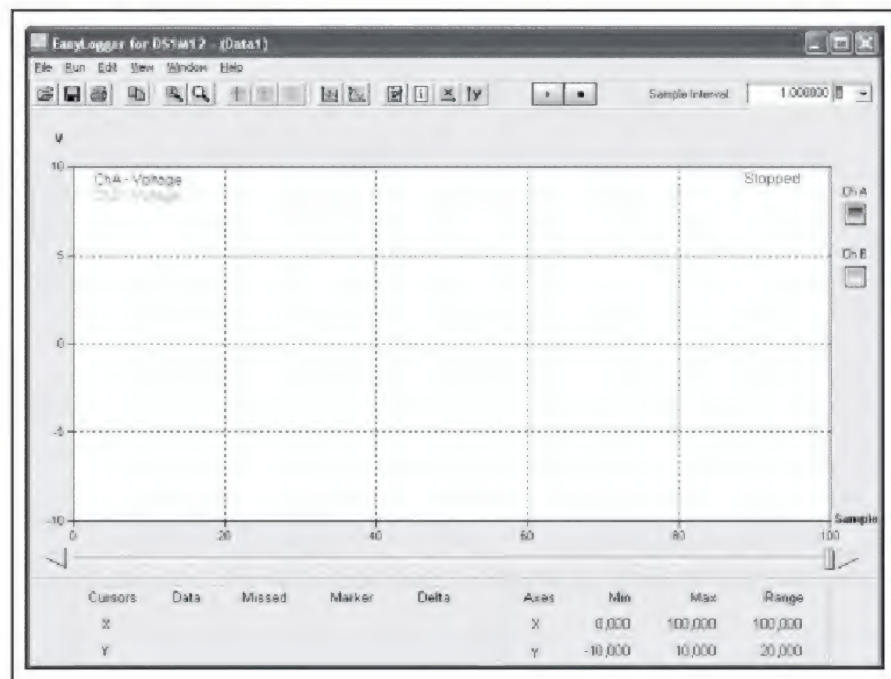 EasyLogger for DS1M12 - (Data1)
File Run Edit View Window Help
Sample Interval: 1.000000
V
ChA - Voltage
Stopped
Ch A
Ch B
10
5
0
-5
-10
0 20 40 60 80 100
Sample
Cursors Data Missed Marker Delta Axes Min Max Range
X X 0,000 100,000 100,000
Y Y -10,000 10,000 20,000